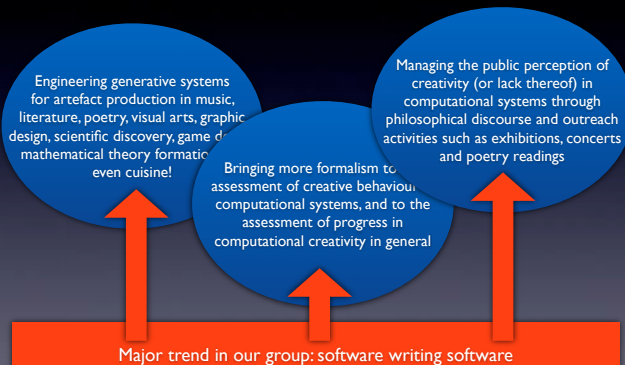 Engineering generative systems
for artefact production in music,
literature, poetry, visual arts, graphic
design, scientific discovery, game
mathematical theory formation
even cuisine!
Bringing more formalism to
assessment of creative behaviour
computational systems, and to the
assessment of progress in
computational creativity in general
Managing the public perception of
creativity (or lack thereof) in
computational systems through
philosophical discourse and outreach
activities such as exhibitions, concerts
and poetry readings
Major trend in our group: software writing software